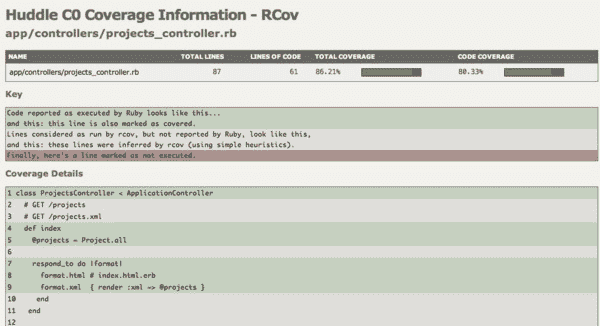 Huddle C0 Coverage Information - RCov
app/controllers/projects_controller.rb
NAME TOTAL LINES LINES OF CODE TOTAL COVERAGE CODE COVERAGE
app/controllers/projects_controller.rb 87 61 86.21% 80.33%
Key
Code reported as executed by Ruby looks like this...
and this: this line is also marked as covered.
Lines considered as run by rcov, but not reported by Ruby, look like this,
and this: these lines were inferred by rcov (using simple heuristics).
Finally, here's a line marked as not executed.
Coverage Details
1 class ProjectsController < ApplicationController
2 # GET /projects
3 # GET /projects.xml
4 def index
5 @projects = Project.all
6
7 respond_to do |format|
8 format.html # index.html.erb
9 format.xml { render :xml => @projects }
10 end
11 end
12